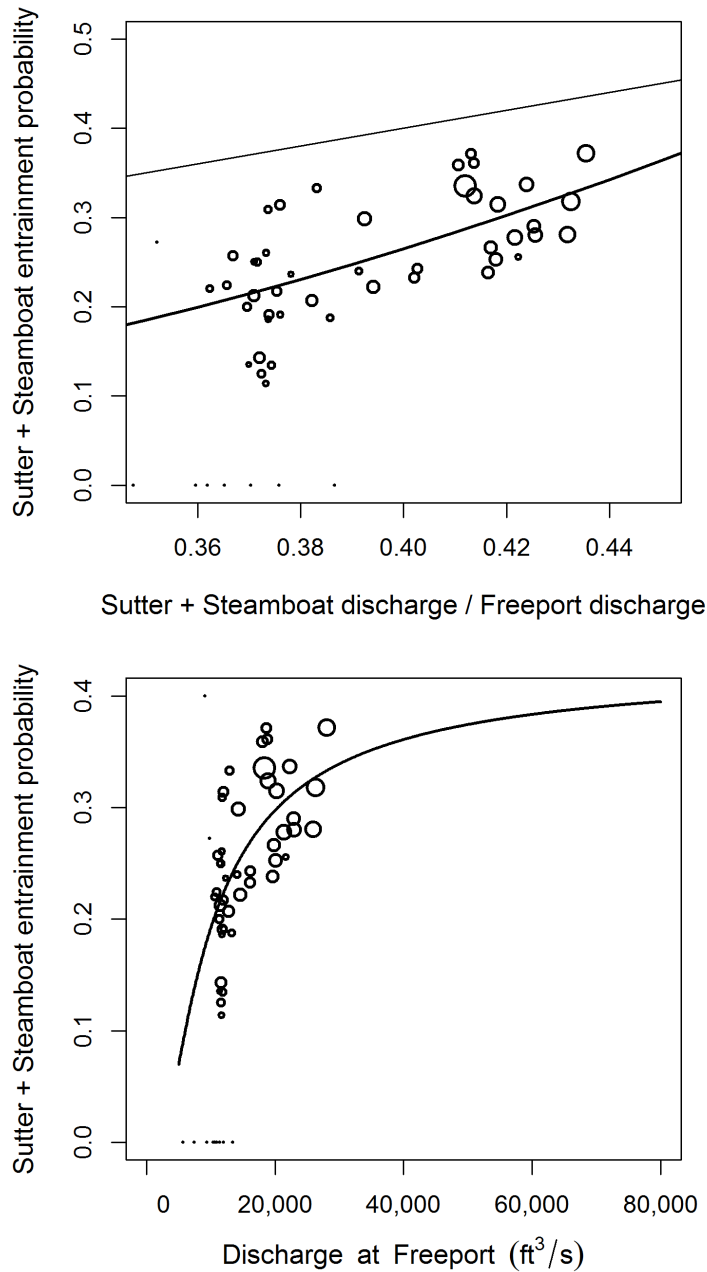 Sutter + Steamboat entrainment probability
0.5
0.4
0.3
0.2
0.1
0.0
0.36 0.38 0.40 0.42 0.44
Sutter + Steamboat discharge / Freeport discharge
Sutter + Steamboat entrainment probability
0.4
0.3
0.2
0.1
0.0
0 20,000 40,000 60,000 80,000
Discharge at Freeport (ft³/s)